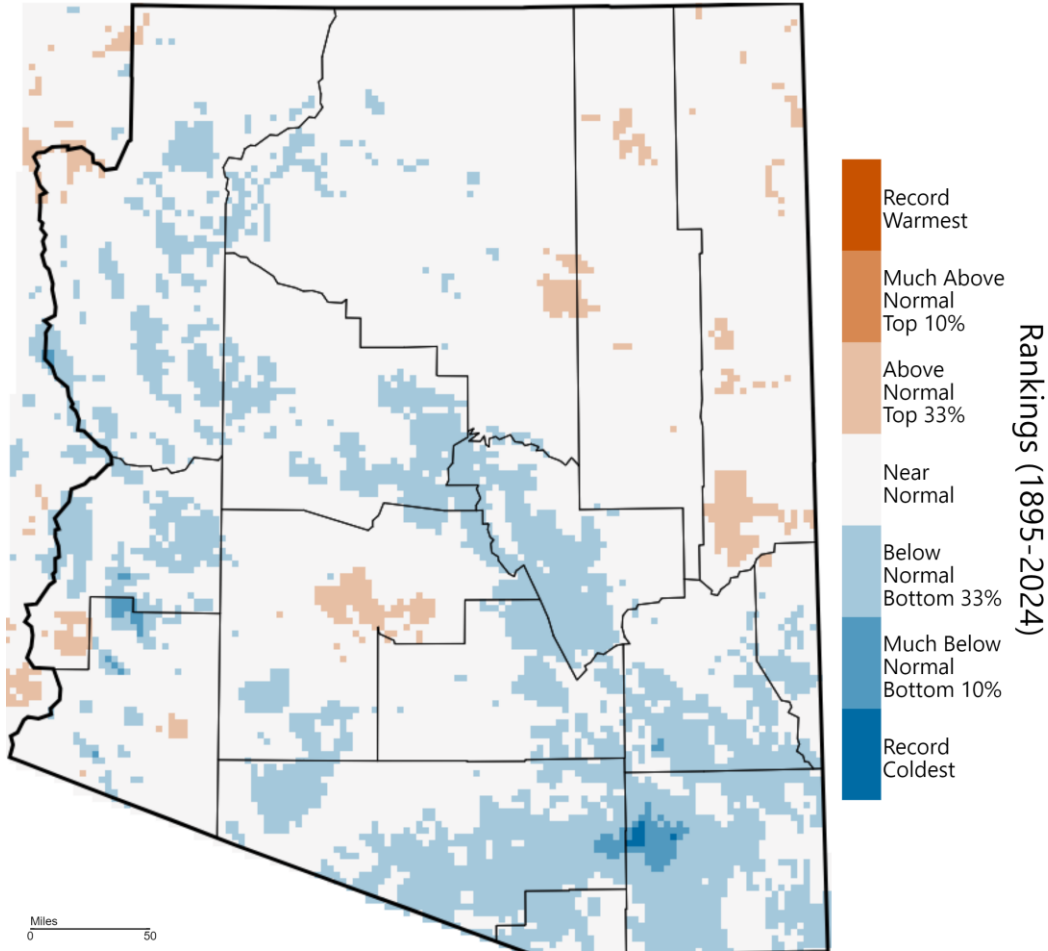 Record
Warmest
Much Above
Normal
Top 10%
Above
Normal
Top 33%
Near
Normal
Below
Normal
Bottom 33%
Much Below
Normal
Bottom 10%
Record
Coldest
Rankings (1895-2024)
Miles
0 50